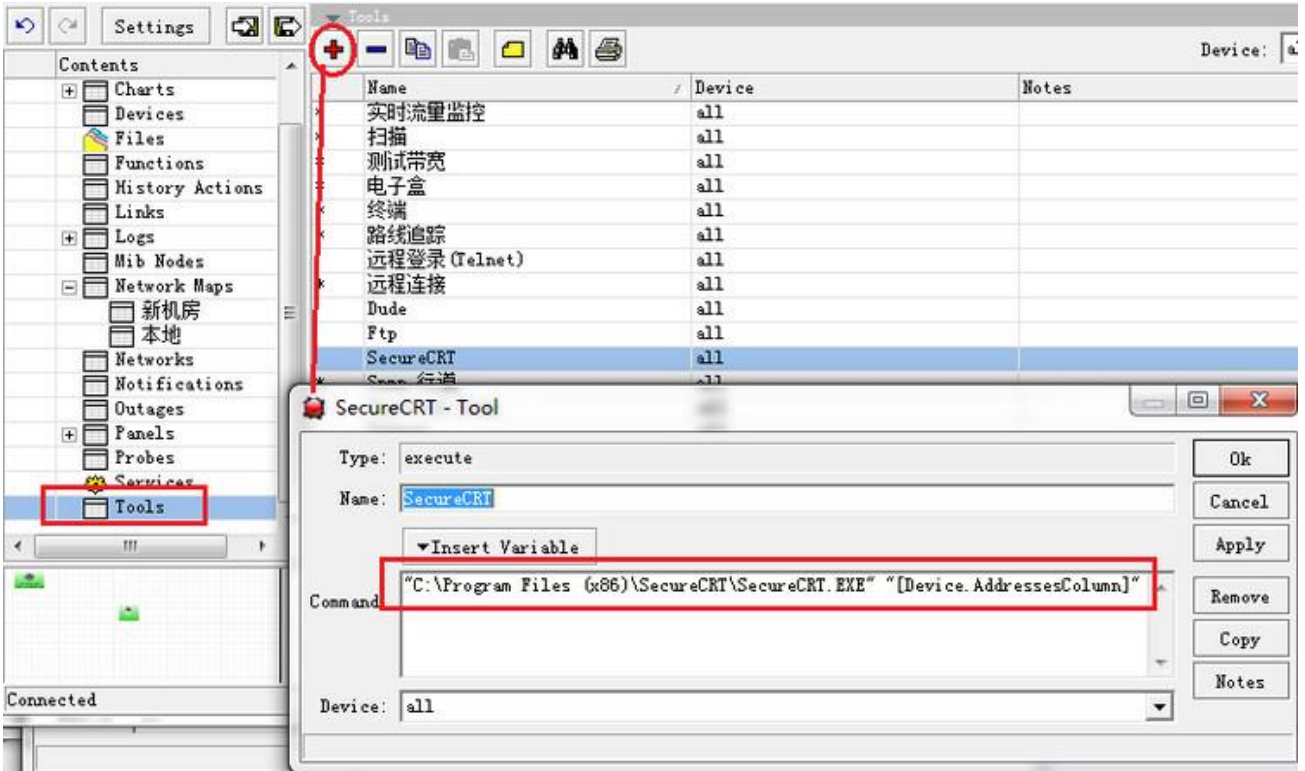 Settings
Tools
Device:
Contents
Charts
Devices
Files
Functions
History Actions
Links
Logs
Mib Nodes
Network Maps
新机房
本地
Networks
Notifications
Outages
Panels
Probes
Services
Tools
Connected
Name / Device Notes
实时流量监控 all
* 扫描 all
测试带宽 all
电子盒 all
* 终端 all
* 路线追踪 all
远程登录(Telnet) all
* 远程连接 all
Dude all
Ftp all
SecureCRT all
* Snmp 行道 all
SecureCRT - Tool
Type: execute
Name: SecureCRT
Insert Variable
Command
"C:\Program Files (x86)\SecureCRT\SecureCRT.EXE" "[Device.AddressesColumn]"
Device: all
Ok
Cancel
Apply
Remove
Copy
Notes